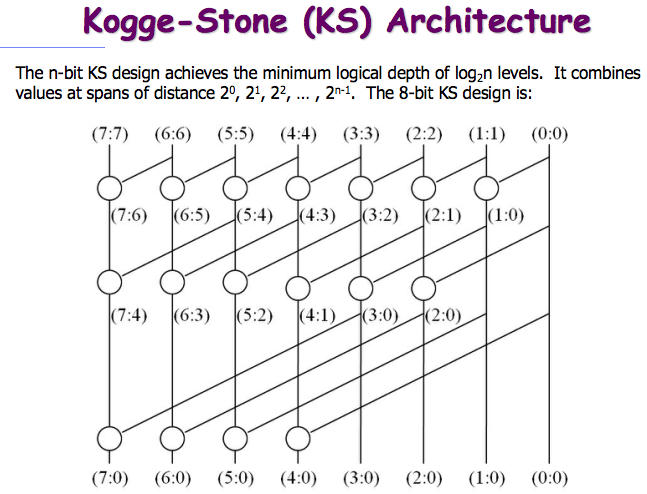 Kogge-Stone (KS) Architecture
The n-bit KS design achieves the minimum logical depth of log₂n levels. It combines
values at spans of distance 2⁰, 2¹, 2², ... , 2ⁿ⁻¹. The 8-bit KS design is:
(7:7) (6:6) (5:5) (4:4) (3:3) (2:2) (1:1) (0:0)
(7:6) (6:5) (5:4) (4:3) (3:2) (2:1) (1:0)
(7:4) (6:3) (5:2) (4:1) (3:0) (2:0)
(7:0) (6:0) (5:0) (4:0) (3:0) (2:0) (1:0) (0:0)